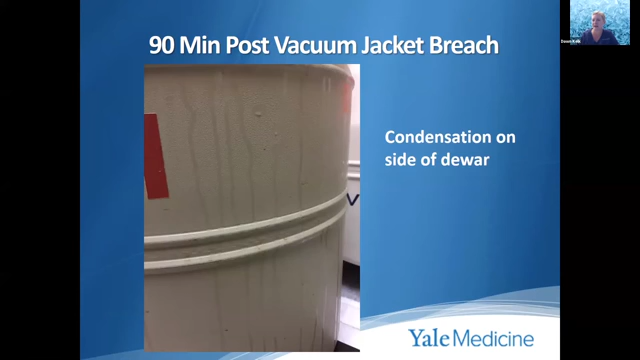 90 Min Post Vacuum Jacket Breach
Condensation on
side of dewar
V
Yale Medicine